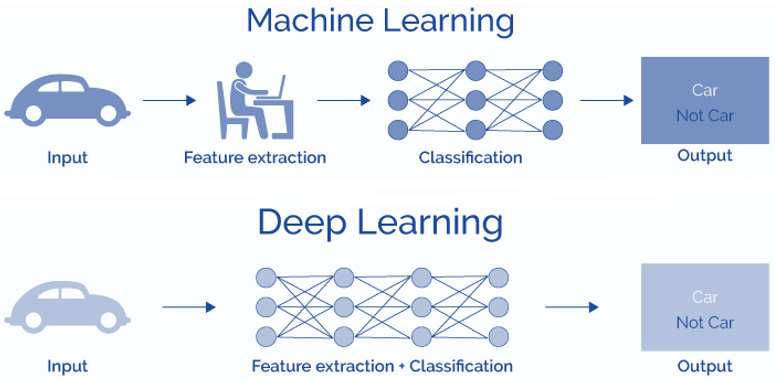 Machine Learning
Car
Not Car
Input
Feature extraction
Classification
Output
Deep Learning
Car
Not Car
Input
Feature extraction + Classification
Output